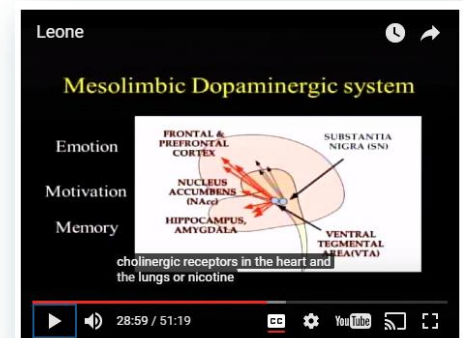 Leone
Mesolimbic Dopaminergic system
Emotion
Motivation
Memory
FRONTAL &
PREFRONTAL
CORTEX
NUCLEUS
ACCUMBENS
(NAcc)
HIPPOCAMPUS,
AMYGDALA
SUBSTANTIA
NIGRA (SN)
VENTRAL
TEGMENTAL
AREA(VTA)
cholinergic receptors in the heart and
the lungs or nicotine
28:59 / 51:19
CC
YouTube